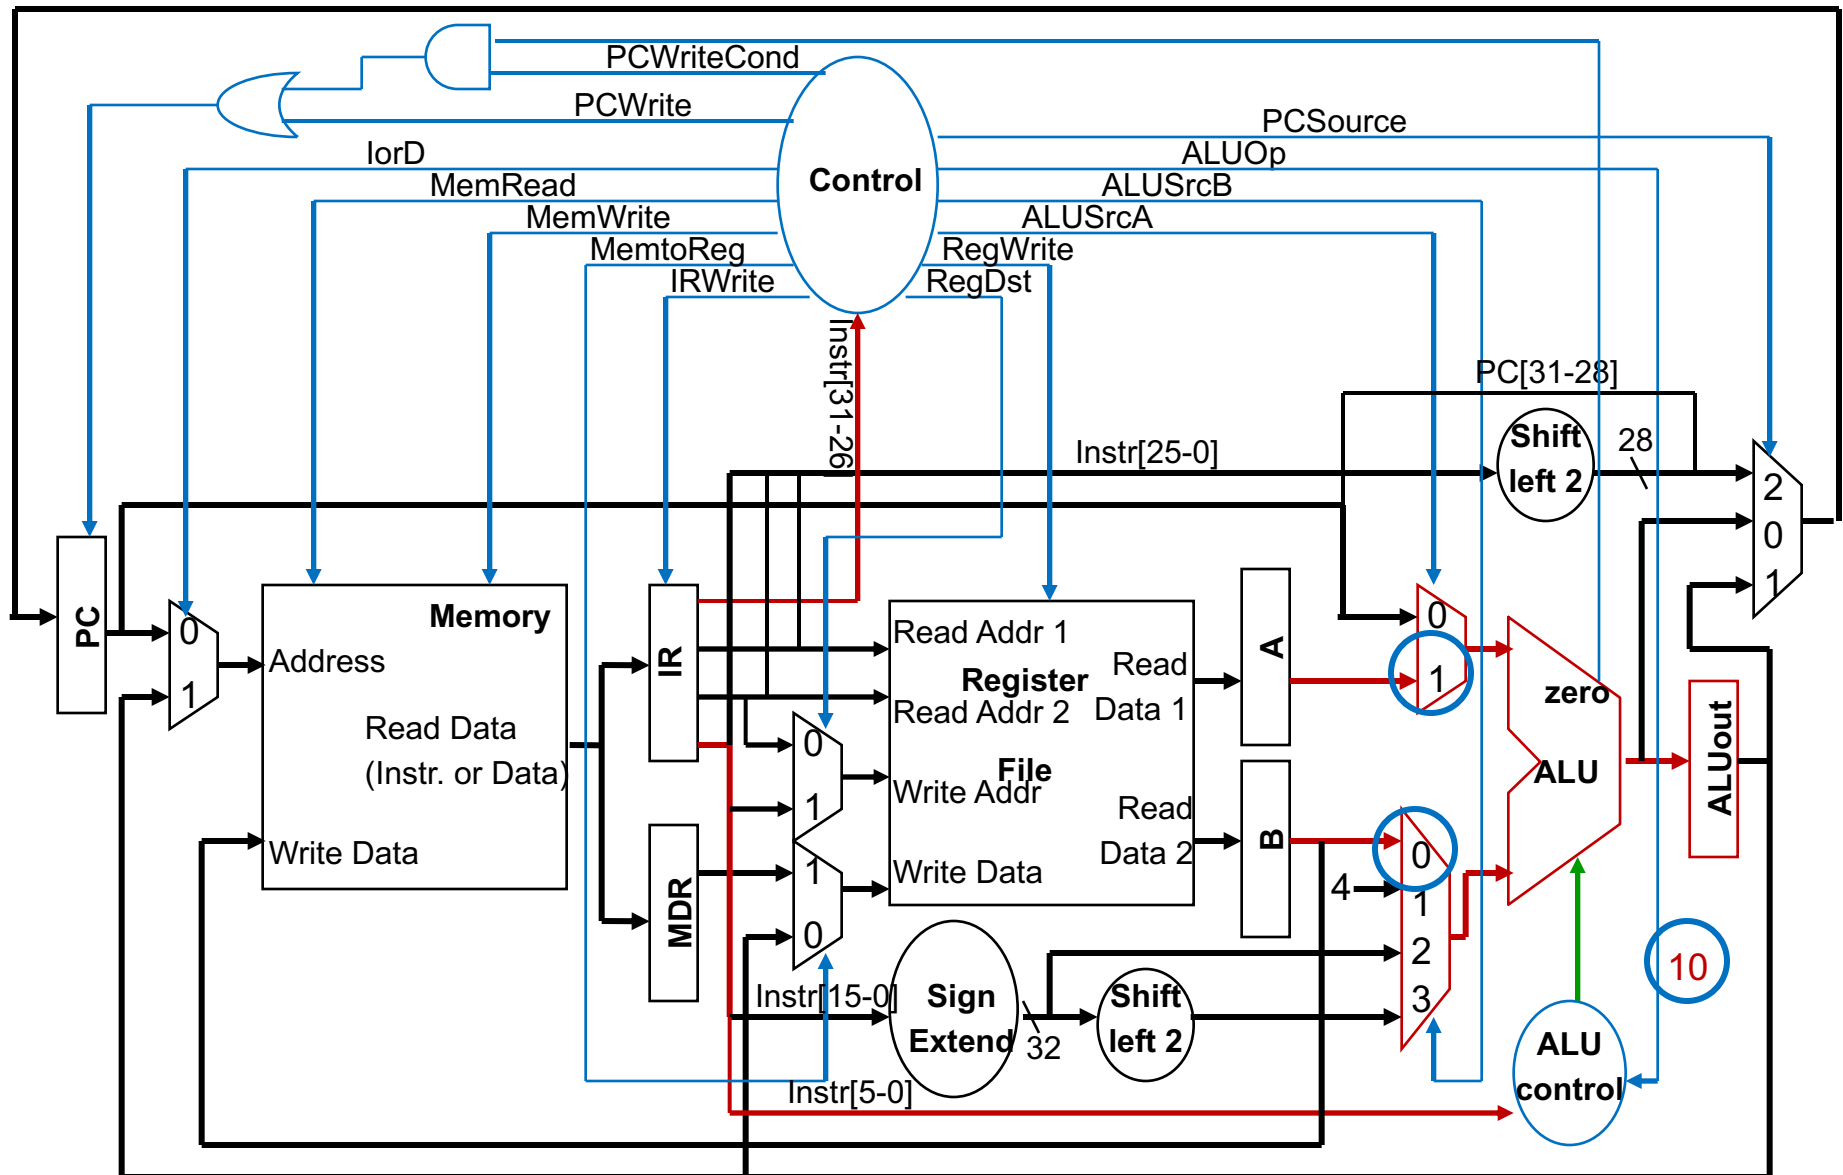 PCWriteCond
PCWrite
PCSource
IorD
ALUOp
Control
MemRead
ALUSrcB
MemWrite
ALUSrcA
MemtoReg
RegWrite
IRWrite
RegDst
Instr[31-26]
PC[31-28]
Instr[25-0]
Shift
left 2
28
2
0
1
PC
0
1
Memory
Address
Read Data
(Instr. or Data)
Write Data
IR
MDR
Read Addr 1
Register
Read Addr 2
File
Write Addr
Write Data
Read
Data 1
Read
Data 2
0
1
1
0
A
B
0
1
4
0
1
2
3
zero
ALU
ALUout
Instr[15-0]
Sign
Extend
32
Shift
left 2
10
ALU
control
Instr[5-0]